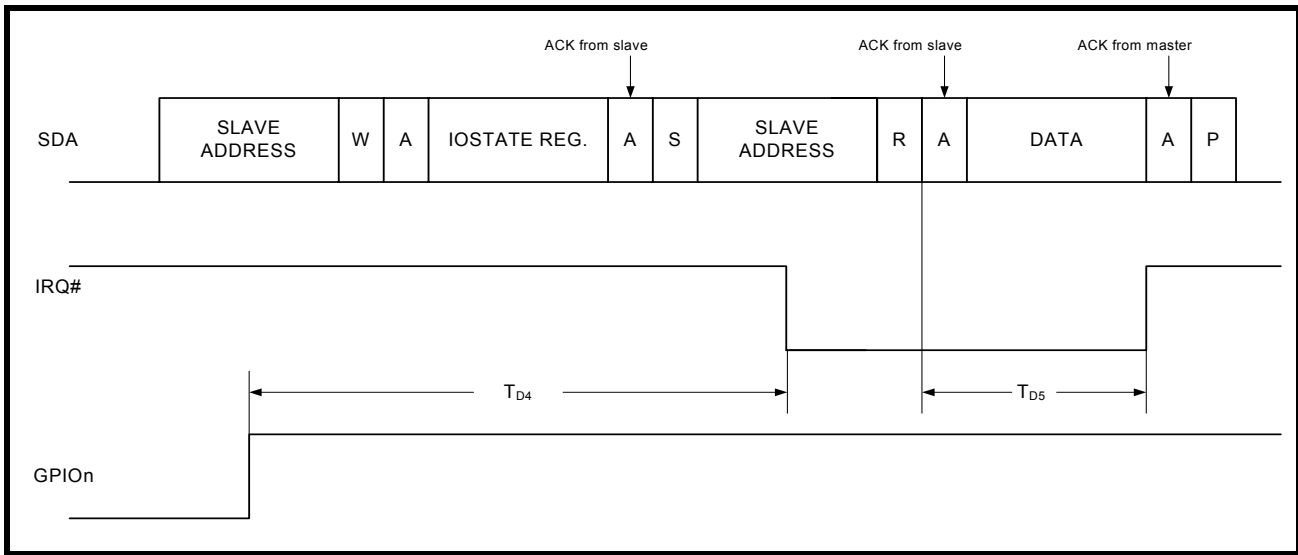 ACK from slave
ACK from slave
ACK from master
SDA
SLAVE
ADDRESS
W
A
IOSTATE REG.
A
S
SLAVE
ADDRESS
R
A
DATA
A
P
IRQ#
TD4
TD5
GPIOn